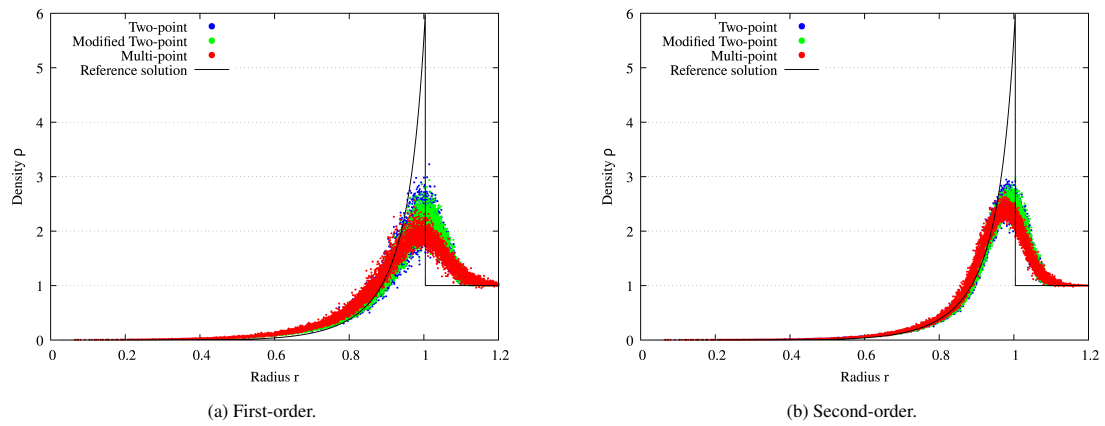 6
5
4
3
2
1
0
Density ρ
Two-point
Modified Two-point
Multi-point
Reference solution
0 0.2 0.4 0.6 0.8 1 1.2
Radius r
(a) First-order.
6
5
4
3
2
1
0
Density ρ
Two-point
Modified Two-point
Multi-point
Reference solution
0 0.2 0.4 0.6 0.8 1 1.2
Radius r
(b) Second-order.